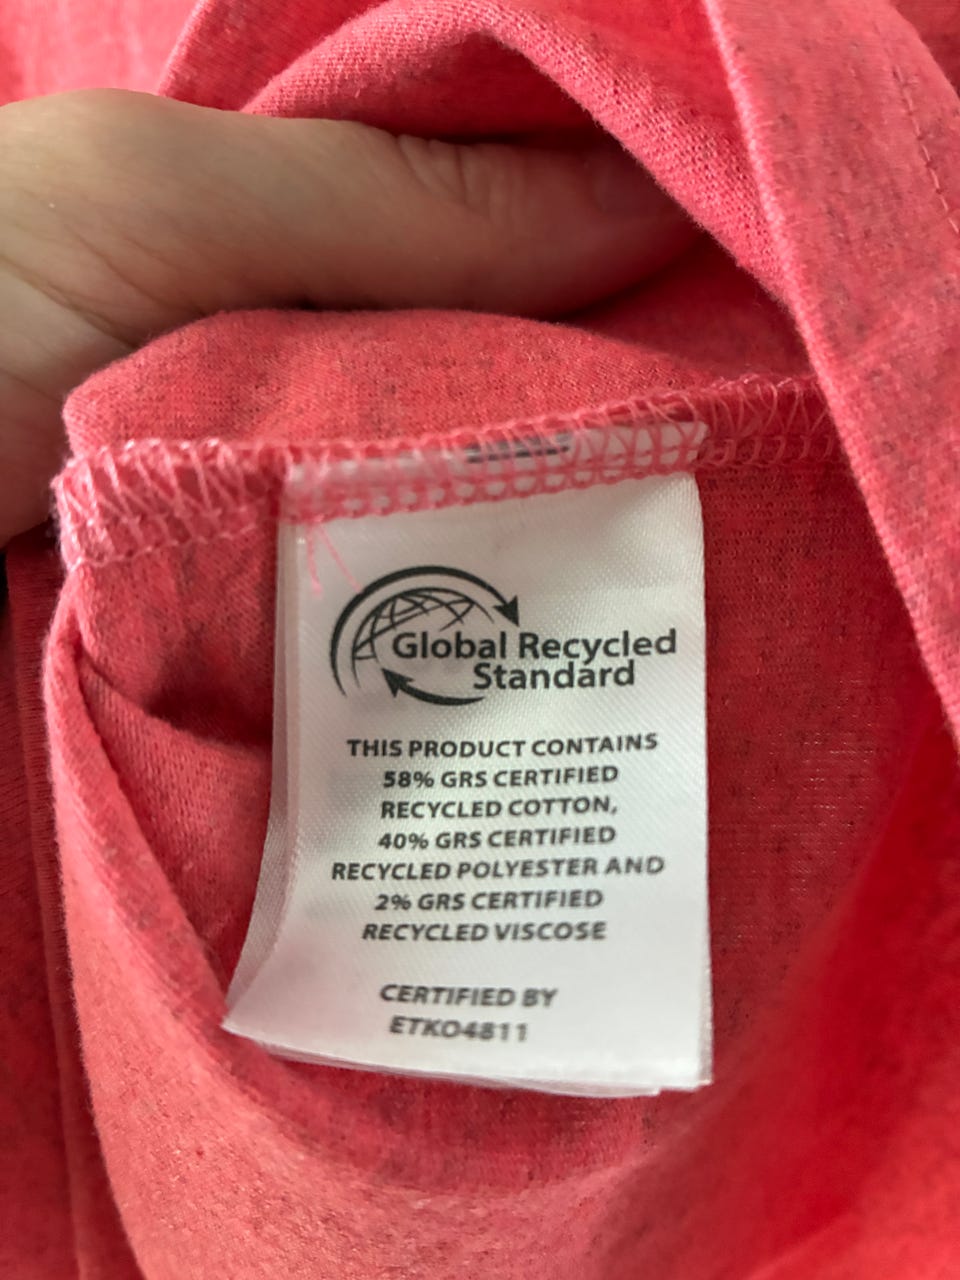 Global Recycled
Standard
THIS PRODUCT CONTAINS
58% GRS CERTIFIED
RECYCLED COTTON,
40% GRS CERTIFIED
RECYCLED POLYESTER AND
2% GRS CERTIFIED
RECYCLED VISCOSE
CERTIFIED BY
ETKO4811